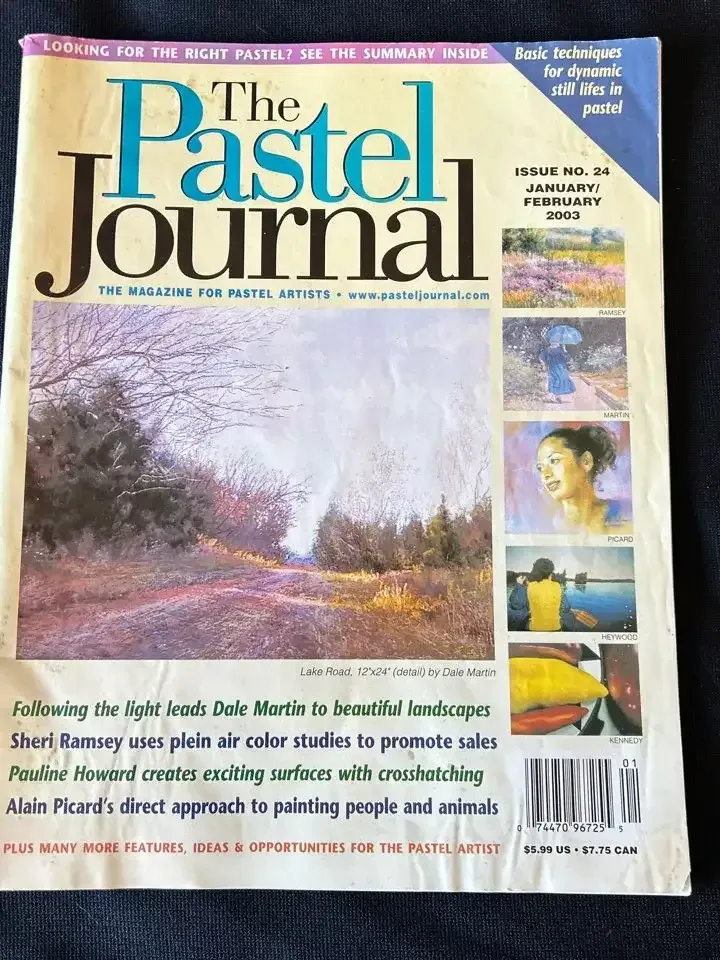 LOOKING FOR THE RIGHT PASTEL? SEE THE SUMMARY INSIDE
Basic techniques
for dynamic
still lifes in
pastel
The
Pastel
Journal
THE MAGAZINE FOR PASTEL ARTISTS • www.pasteljournal.com
ISSUE NO. 24
JANUARY/
FEBRUARY
2003
RAMSEY
MARTIN
PICARD
HEYWOOD
KENNEDY
Lake Road, 12"x24" (detail) by Dale Martin
Following the light leads Dale Martin to beautiful landscapes
Sheri Ramsey uses plein air color studies to promote sales
Pauline Howard creates exciting surfaces with crosshatching
Alain Picard's direct approach to painting people and animals
PLUS MANY MORE FEATURES, IDEAS & OPPORTUNITIES FOR THE PASTEL ARTIST
01
0 74470 96725 5
$5.99 US • $7.75 CAN